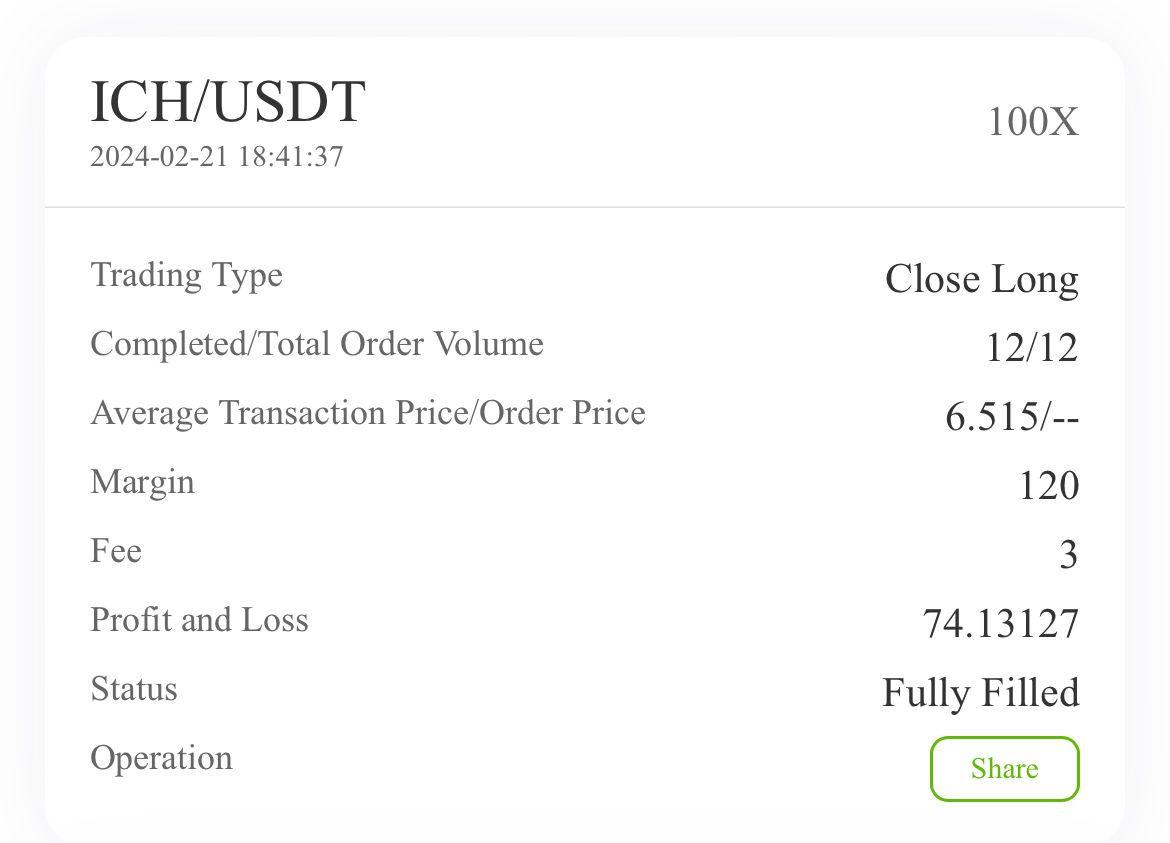 ICH/USDT
100X
2024-02-21 18:41:37
Trading Type Close Long
Completed/Total Order Volume 12/12
Average Transaction Price/Order Price 6.515/--
Margin 120
Fee 3
Profit and Loss 74.13127
Status Fully Filled
Operation Share